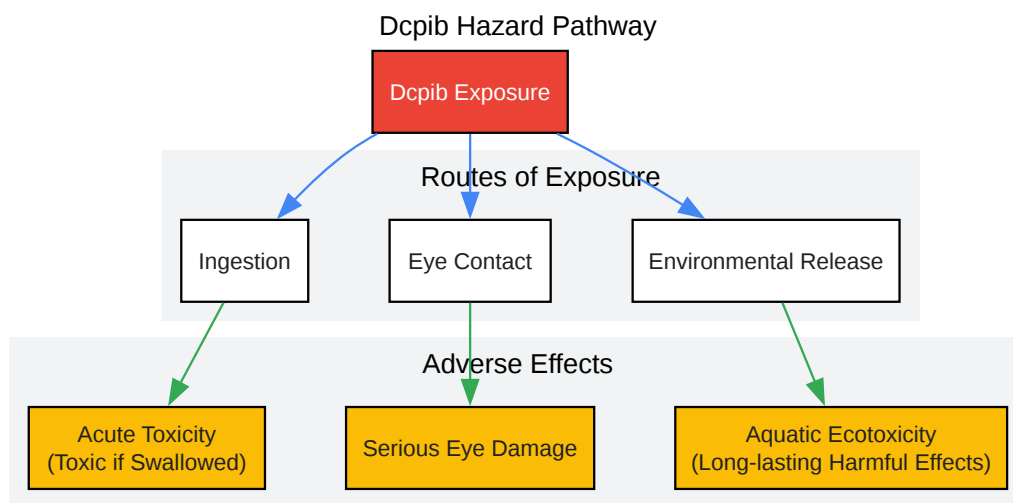 Dcpib Hazard Pathway
Dcpib Exposure
Routes of Exposure
Ingestion
Eye Contact
Environmental Release
Adverse Effects
Acute Toxicity
(Toxic if Swallowed)
Serious Eye Damage
Aquatic Ecotoxicity
(Long-lasting Harmful Effects)